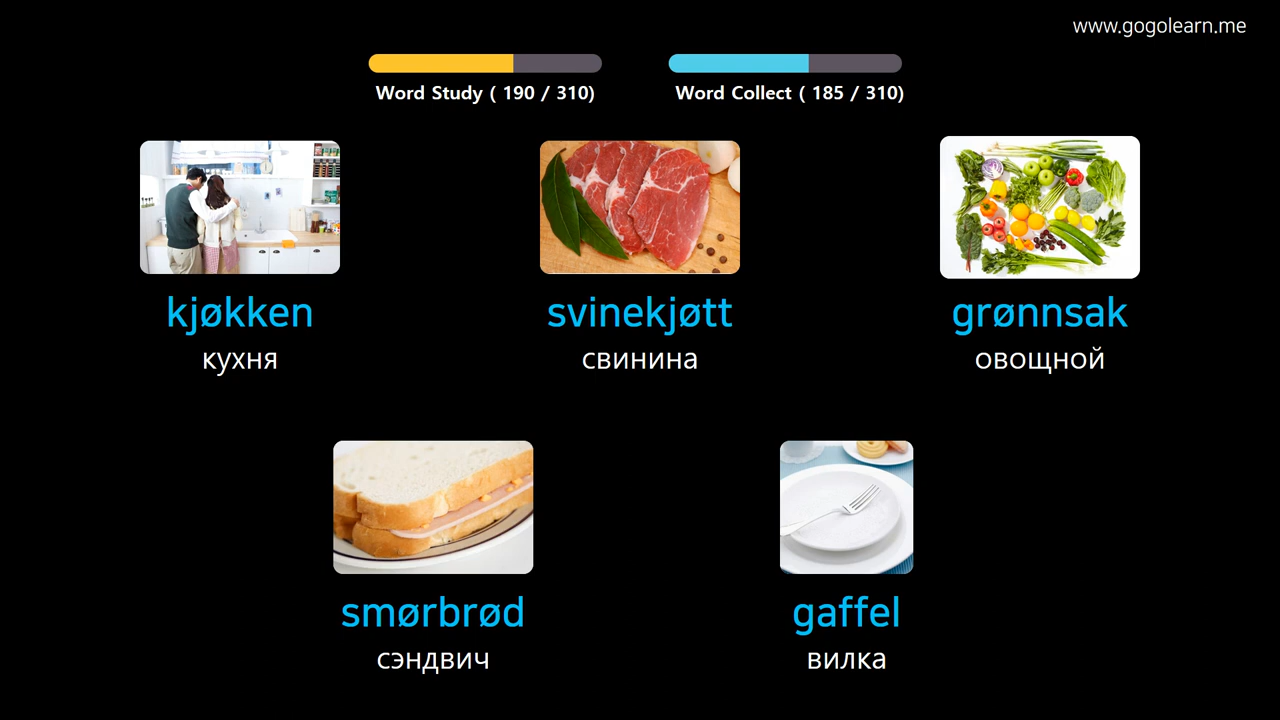 www.gogolearn.me
Word Study ( 190 / 310)
Word Collect ( 185 / 310)
kjøkken
кухня
svinekjøtt
свинина
grønnsak
овощной
smørbrød
сэндвич
gaffel
вилка